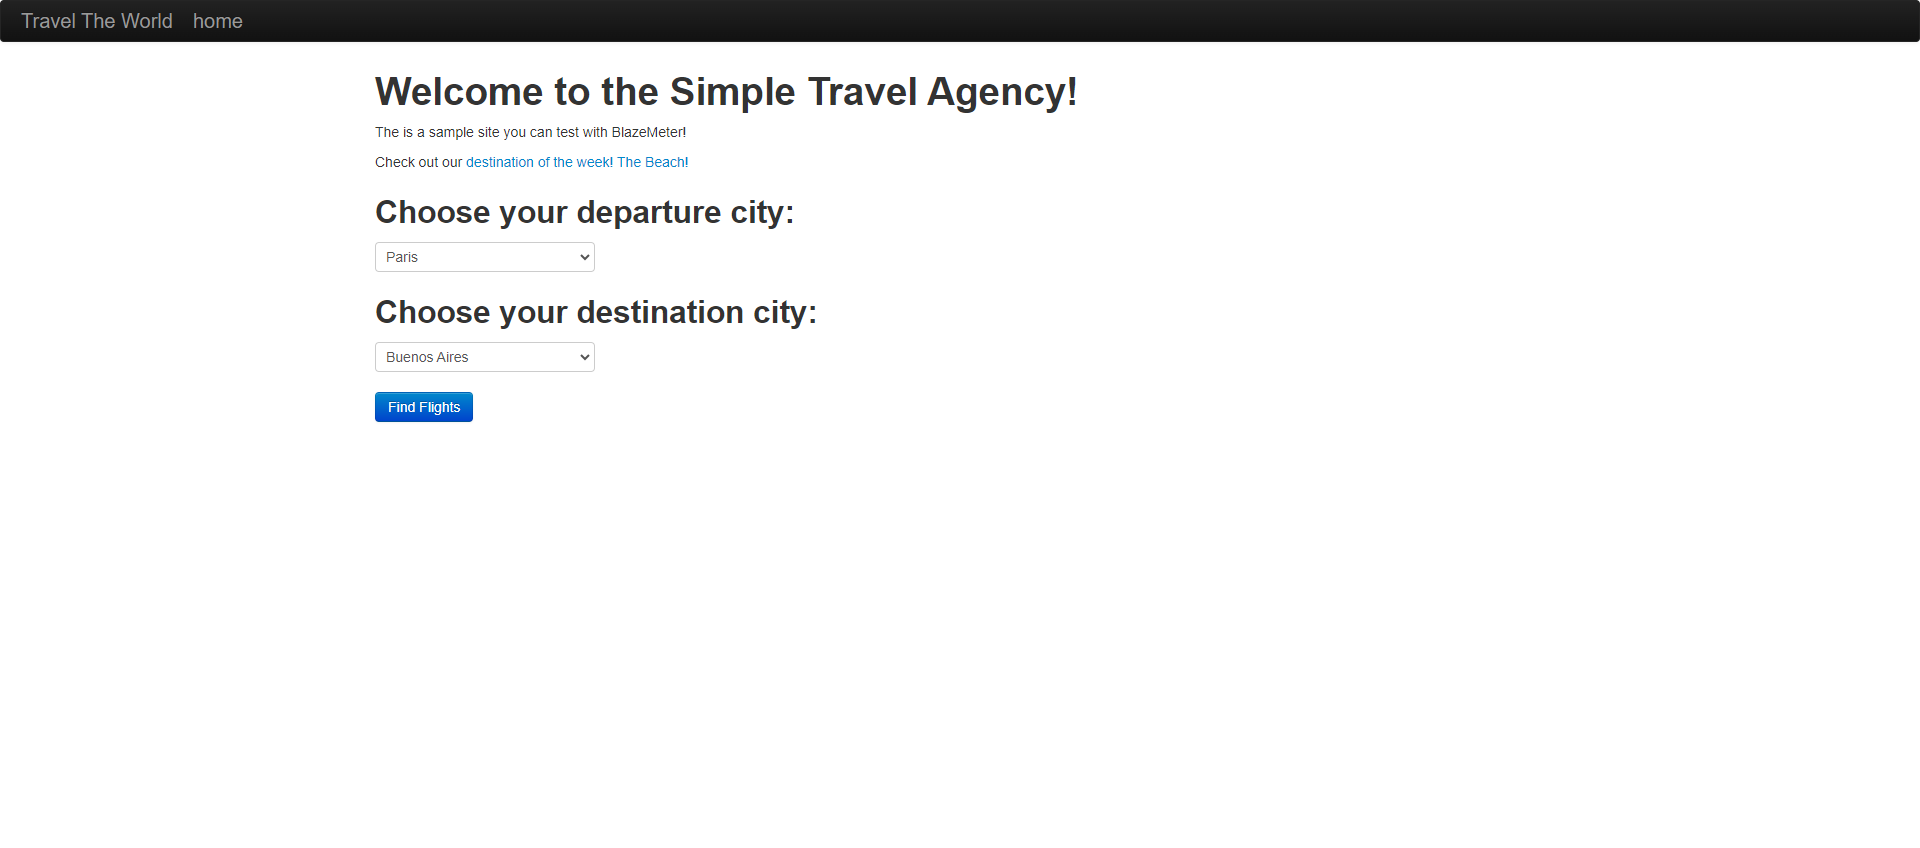 Travel The World home
Welcome to the Simple Travel Agency!
The is a sample site you can test with BlazeMeter!
Check out our destination of the week! The Beach!
Choose your departure city:
Paris
Choose your destination city:
Buenos Aires
Find Flights